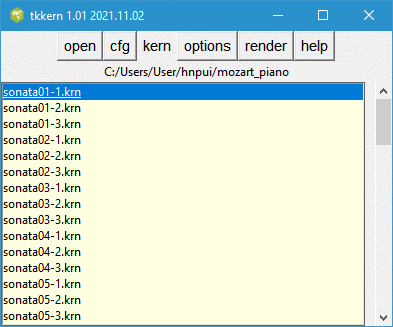 tkkern 1.01 2021.11.02
open cfg kern options render help
C:/Users/User/hnpui/mozart_piano
sonata01-1.krn
sonata01-2.krn
sonata01-3.krn
sonata02-1.krn
sonata02-2.krn
sonata02-3.krn
sonata03-1.krn
sonata03-2.krn
sonata03-3.krn
sonata04-1.krn
sonata04-2.krn
sonata04-3.krn
sonata05-1.krn
sonata05-2.krn
sonata05-3.krn